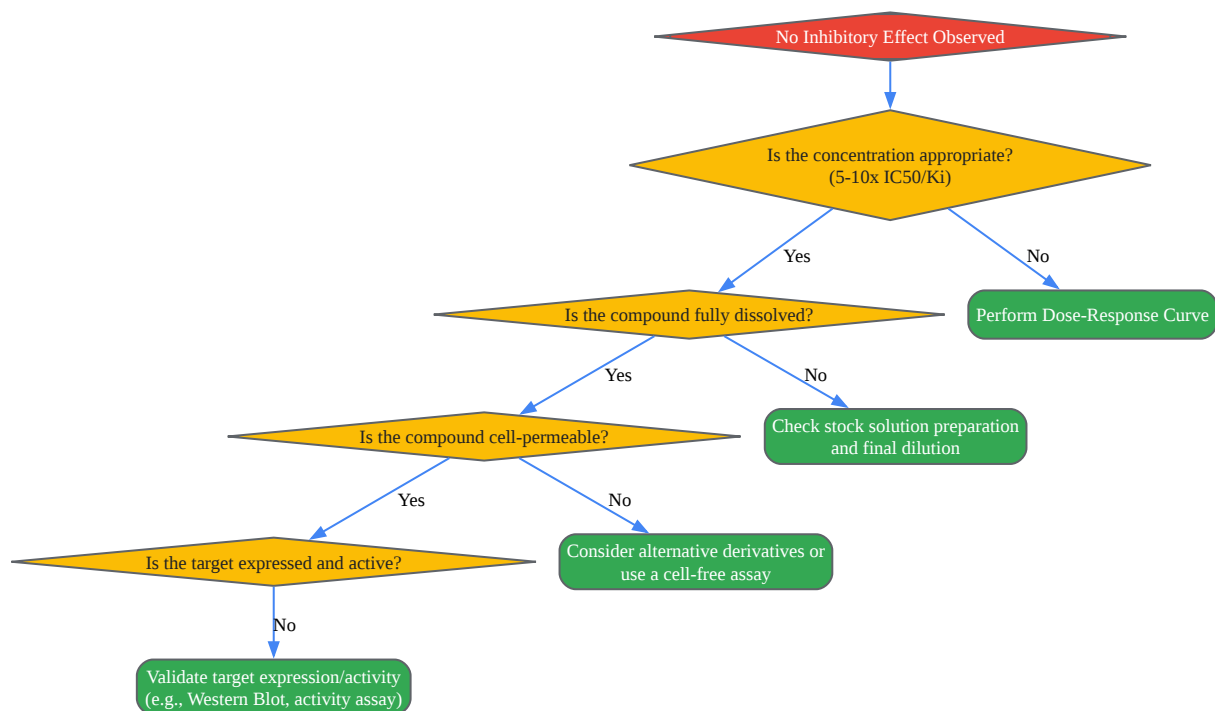 No Inhibitory Effect Observed
Is the concentration appropriate?
(5-10x IC50/Ki)
Yes
No
Is the compound fully dissolved?
Perform Dose-Response Curve
Yes
No
Is the compound cell-permeable?
Check stock solution preparation
and final dilution
Yes
No
Is the target expressed and active?
Consider alternative derivatives or
use a cell-free assay
No
Validate target expression/activity
(e.g., Western Blot, activity assay)